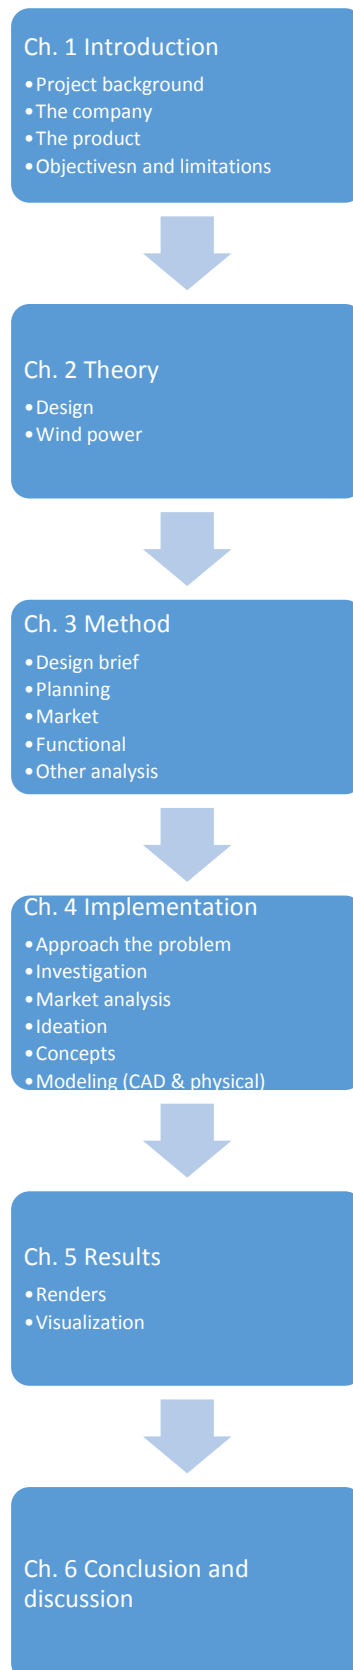 Ch. 1 Introduction
•Project background
•The company
•The product
•Objectivesn and limitations
Ch. 2 Theory
•Design
•Wind power
Ch. 3 Method
•Design brief
•Planning
•Market
•Functional
•Other analysis
Ch. 4 Implementation
•Approach the problem
•Investigation
•Market analysis
•Ideation
•Concepts
•Modeling (CAD & physical)
Ch. 5 Results
•Renders
•Visualization
Ch. 6 Conclusion and
discussion